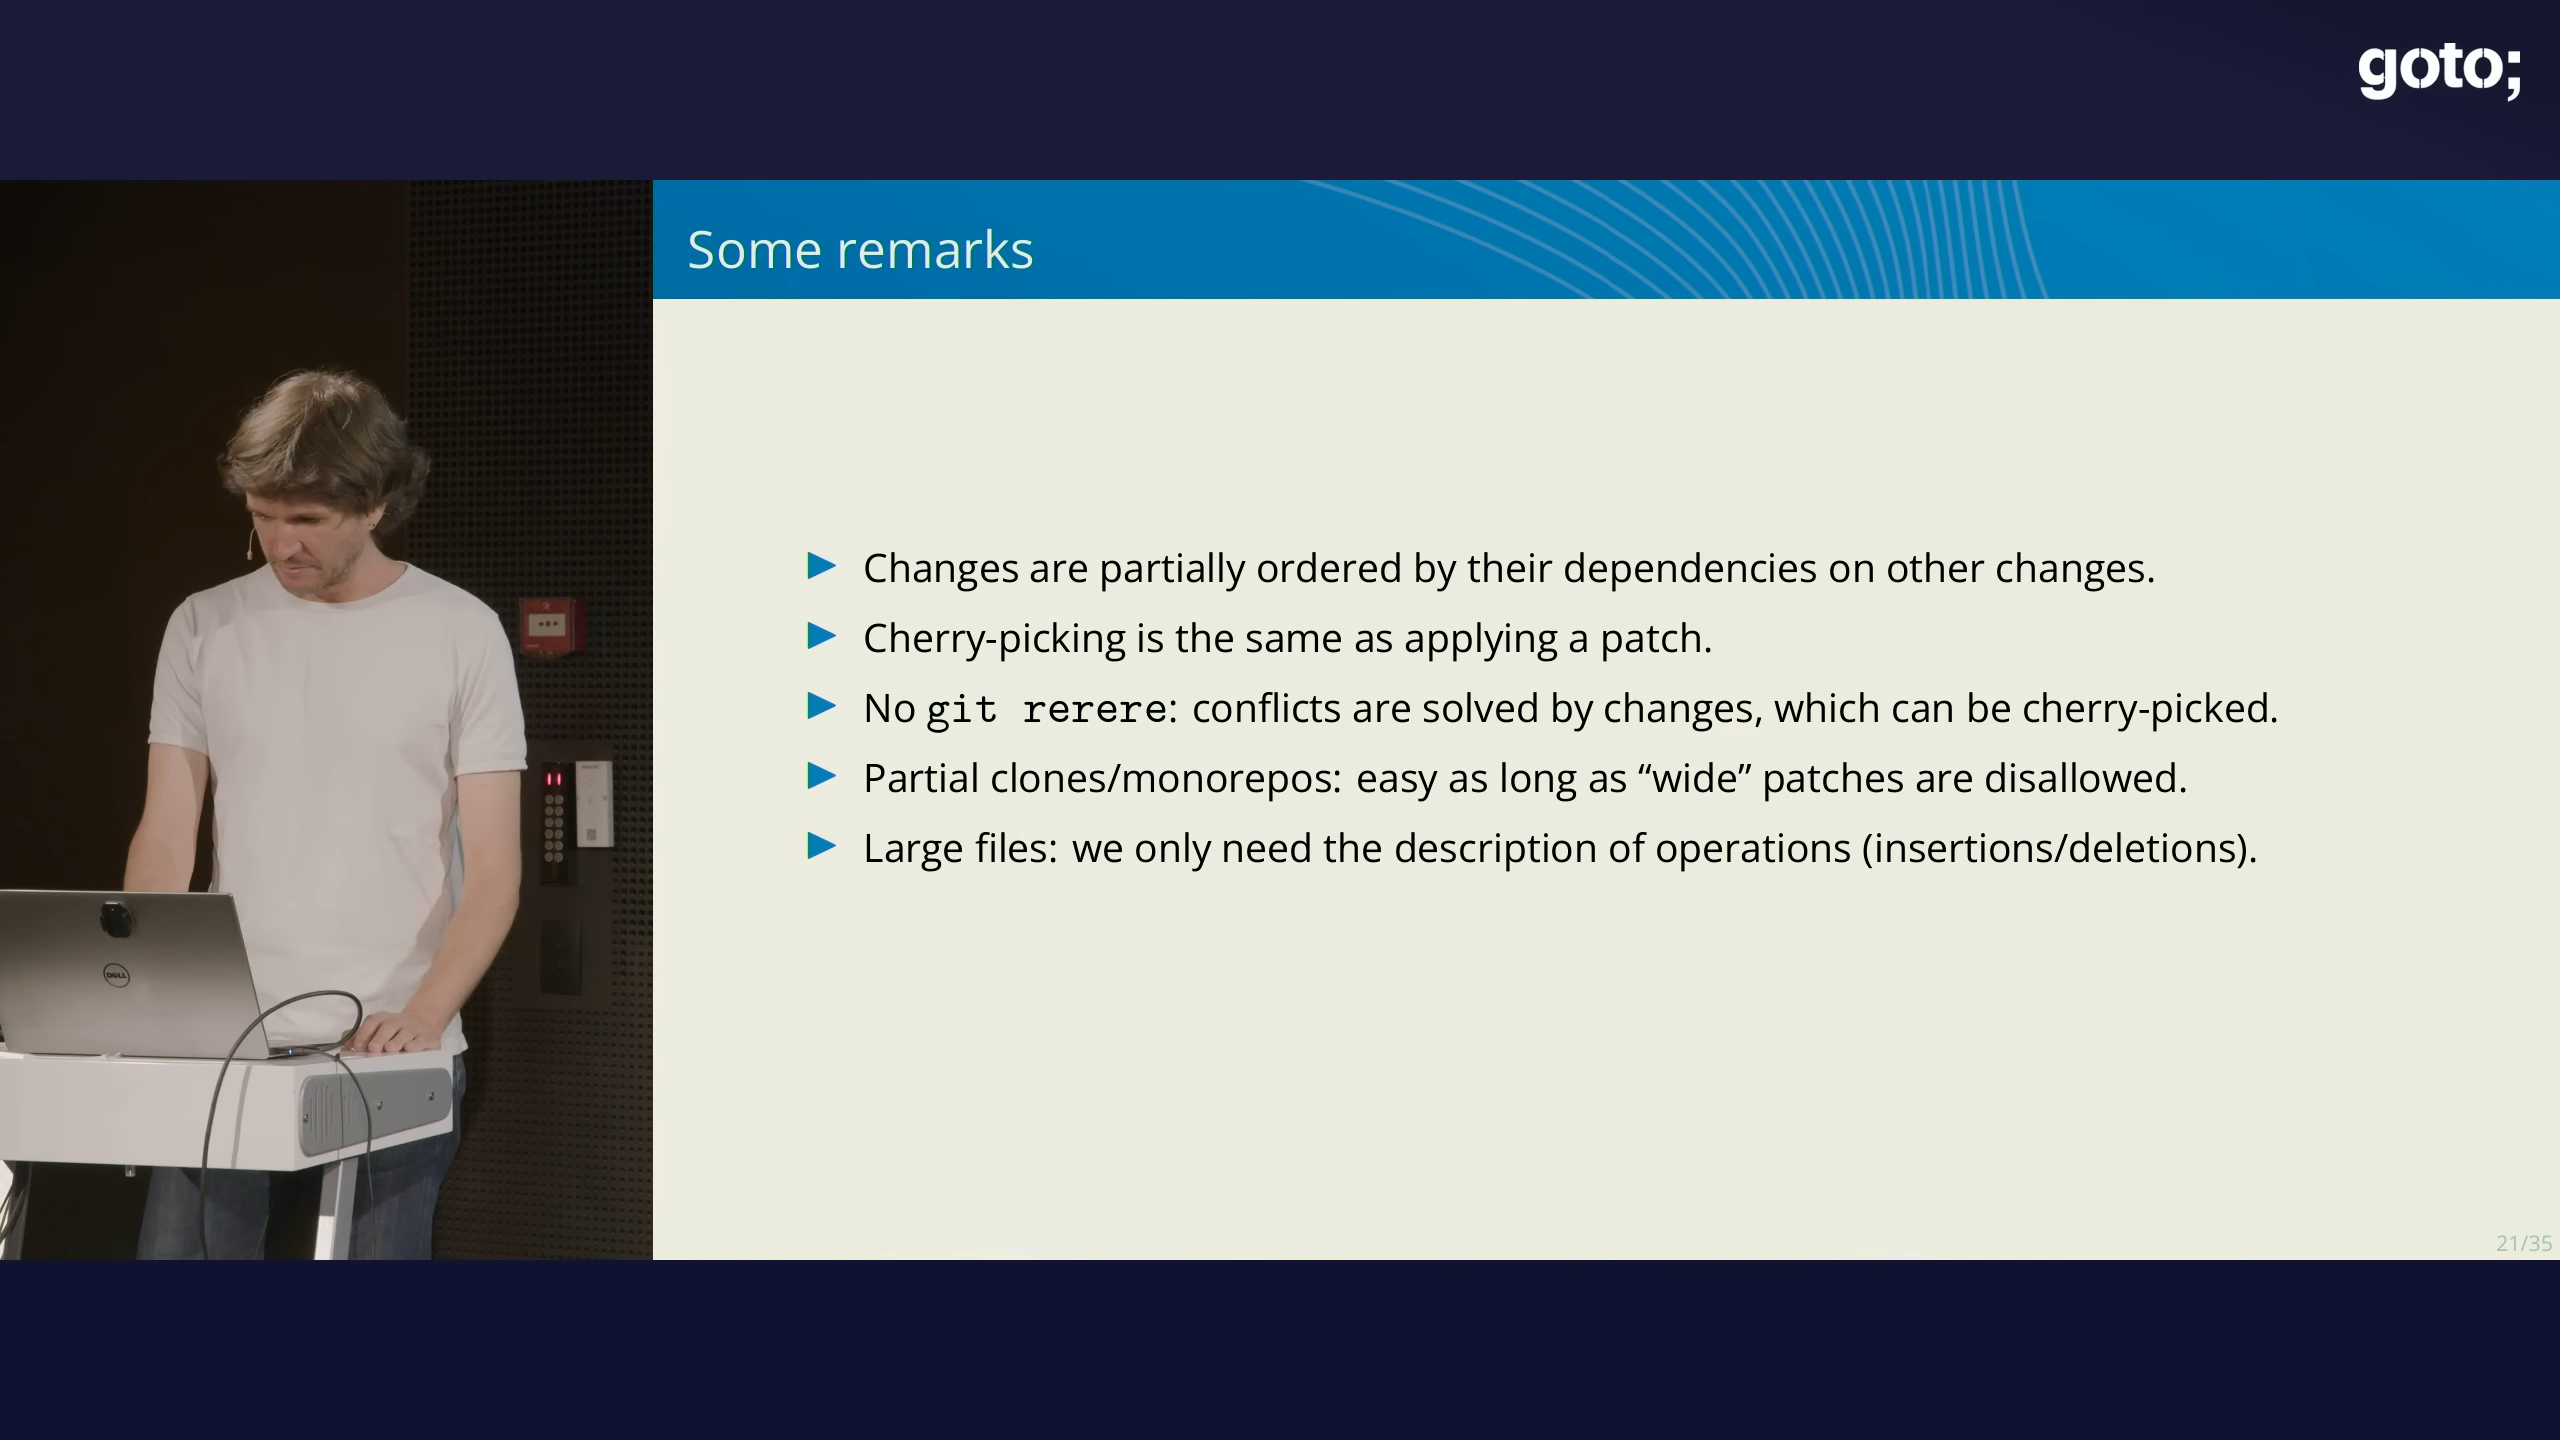 goto;
Some remarks
Changes are partially ordered by their dependencies on other changes.
Cherry-picking is the same as applying a patch.
No git rerere: conflicts are solved by changes, which can be cherry-picked.
Partial clones/monorepos: easy as long as “wide” patches are disallowed.
Large files: we only need the description of operations (insertions/deletions).
DELL
21/35